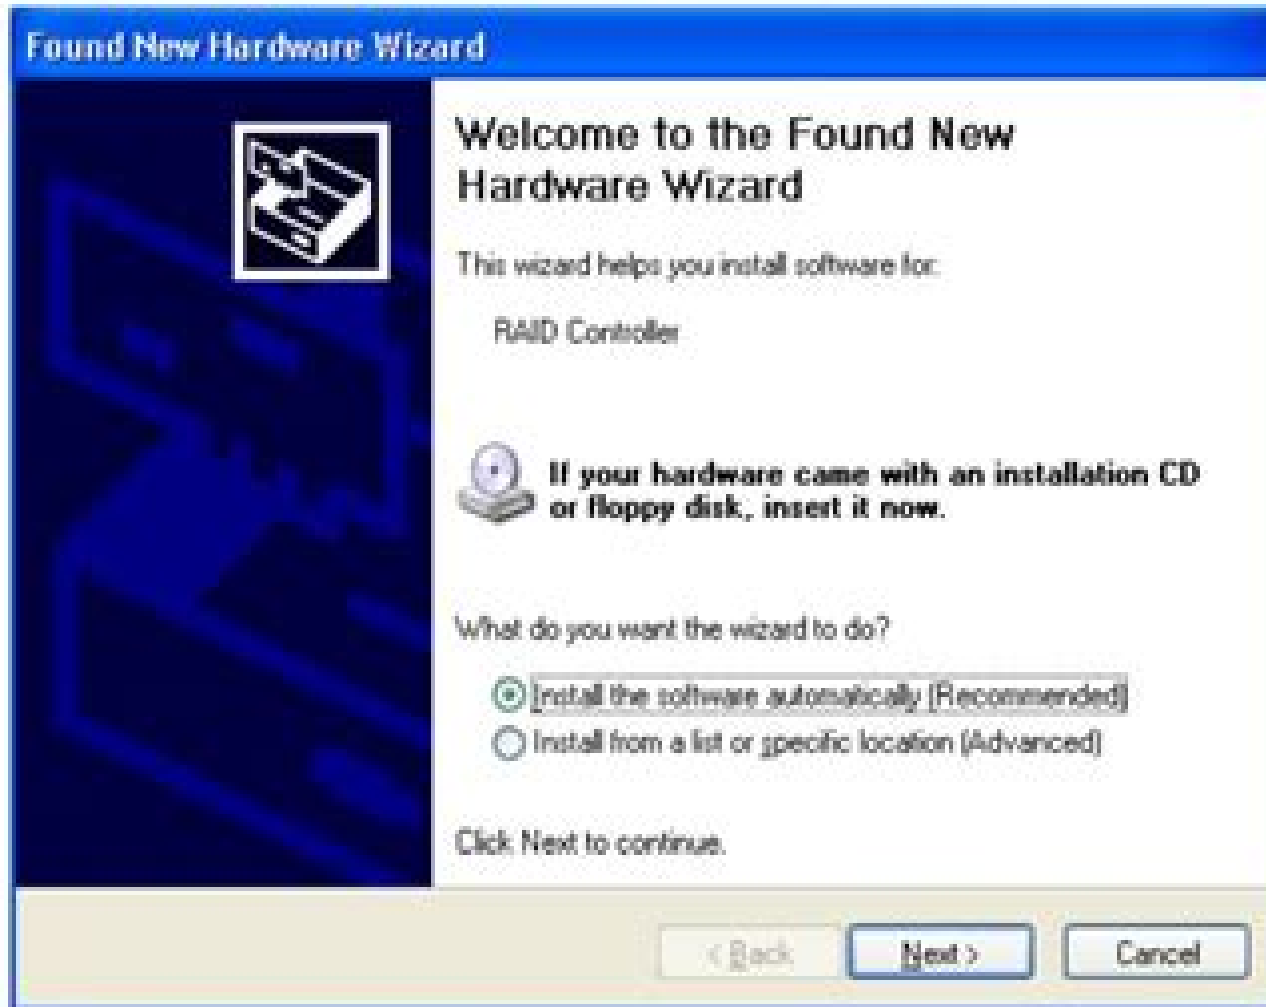 Found New Hardware Wizard
Welcome to the Found New
Hardware Wizard
This wizard helps you install software for:
RAID Controller
If your hardware came with an installation CD
or floppy disk, insert it now.
What do you want the wizard to do?
Install the software automatically (Recommended)
Install from a list or specific location (Advanced)
Click Next to continue.
< Back Next > Cancel